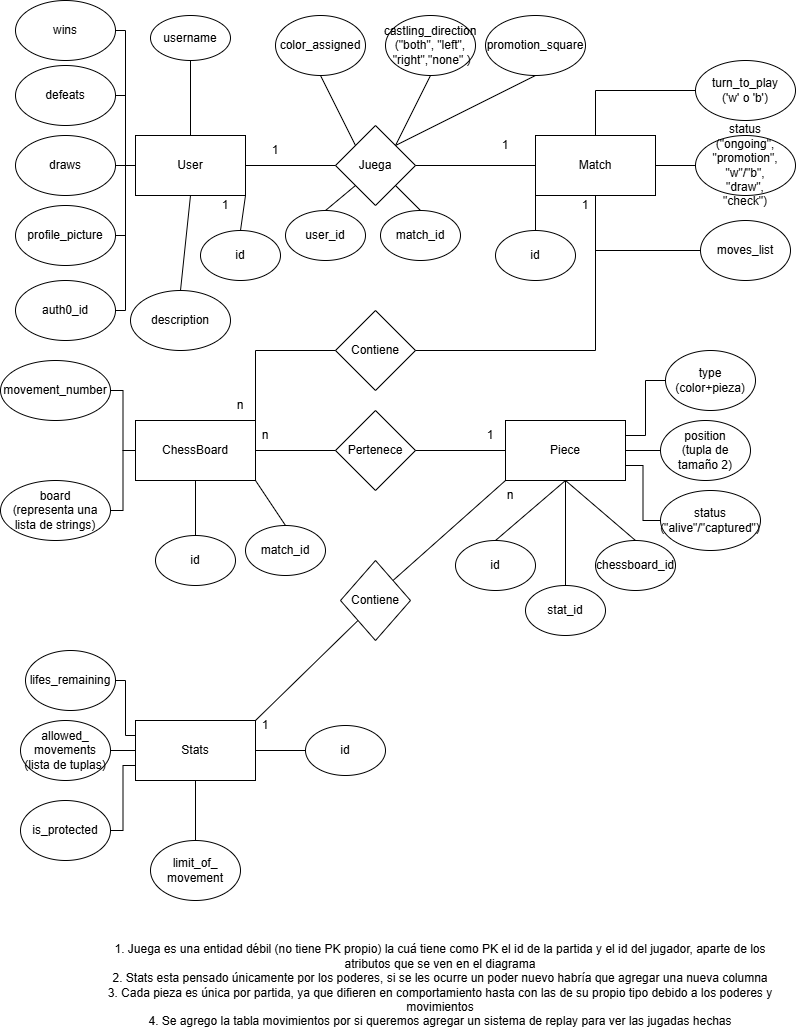 wins
username
color_assigned
castling_direction
("both", "left",
"right","none" )
promotion_square
defeats
turn_to_play
('w' o 'b')
draws
User
1
Juega
1
Match
status
("ongoing",
"promotion",
"w"/"b",
"draw",
"check")
1
1
profile_picture
id
user_id
match_id
id
moves_list
auth0_id
description
Contiene
movement_number
n
type
(color+pieza)
ChessBoard
n
Pertenece
1
Piece
position
(tupla de
tamaño 2)
board
(representa una
lista de strings)
n
status
("alive"/"captured")
id
match_id
id
chessboard_id
Contiene
stat_id
lifes_remaining
1
allowed_
movements
(lista de tuplas)
Stats
id
is_protected
limit_of_
movement
1. Juega es una entidad débil (no tiene PK propio) la cuá tiene como PK el id de la partida y el id del jugador, aparte de los
atributos que se ven en el diagrama
2. Stats esta pensado únicamente por los poderes, si se les ocurre un poder nuevo habría que agregar una nueva columna
3. Cada pieza es única por partida, ya que difieren en comportamiento hasta con las de su propio tipo debido a los poderes y
movimientos
4. Se agrego la tabla movimientos por si queremos agregar un sistema de replay para ver las jugadas hechas